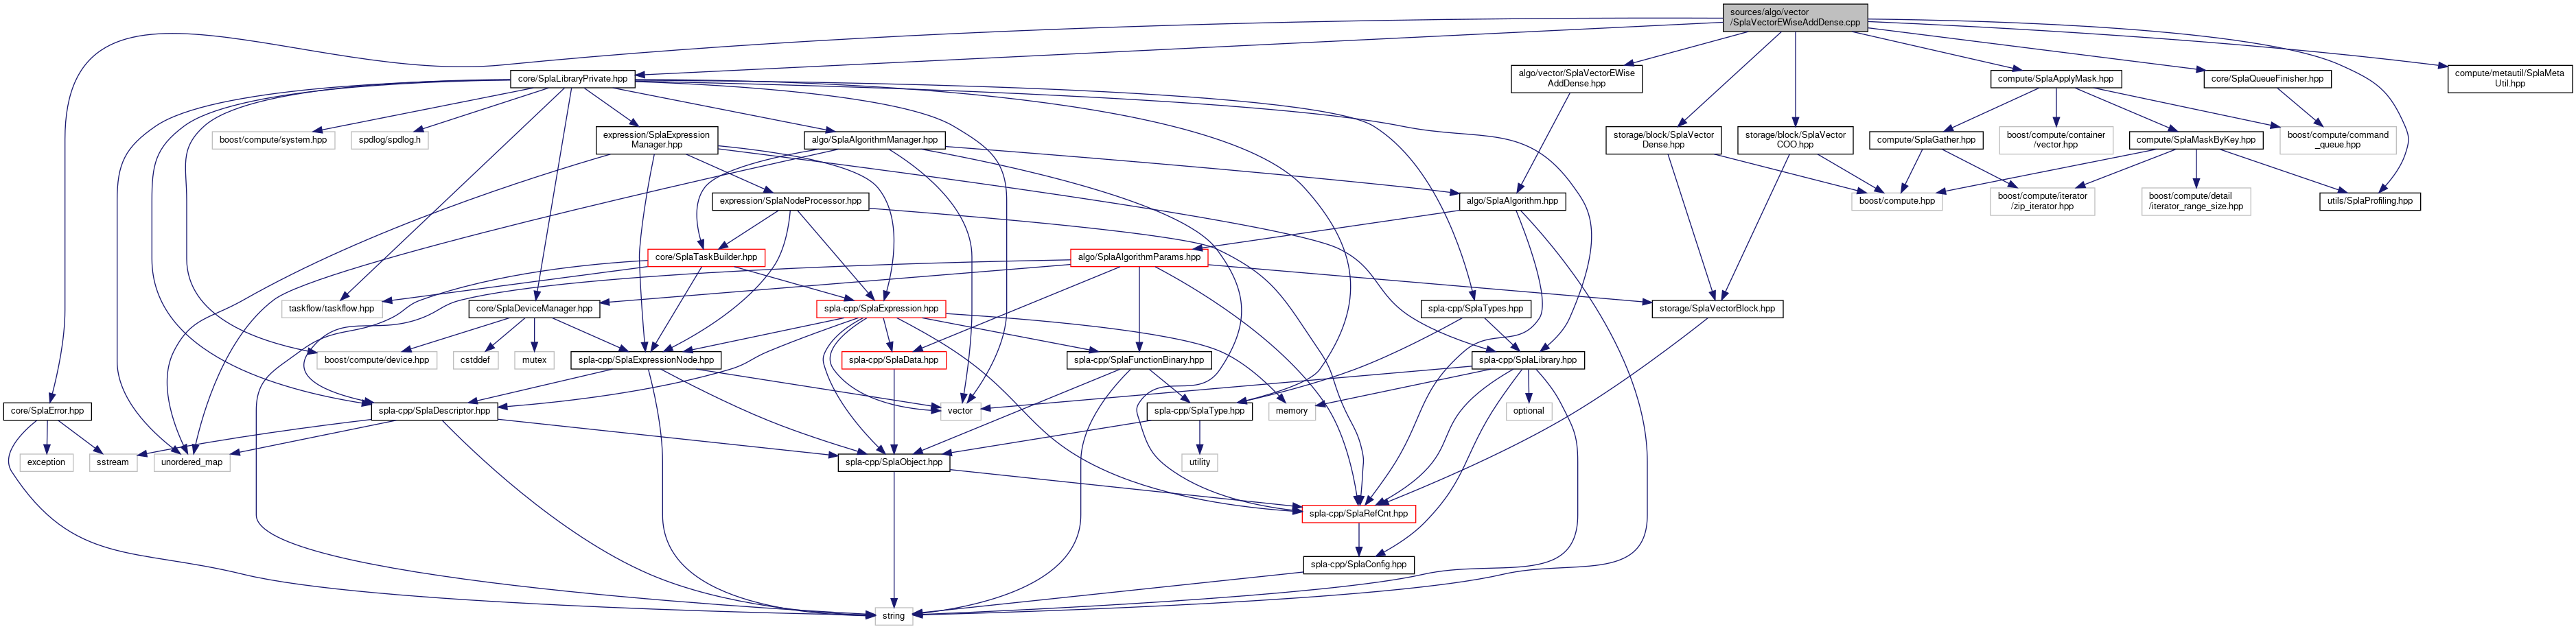 sources/algo/vector
/SplaVectorEWiseAddDense.cpp
core/SplaLibraryPrivate.hpp
algo/vector/SplaVectorEWise
AddDense.hpp
compute/SplaApplyMask.hpp
core/SplaQueueFinisher.hpp
compute/metautil/SplaMeta
Util.hpp
boost/compute/system.hpp
spdlog/spdlog.h
expression/SplaExpression
Manager.hpp
algo/SplaAlgorithmManager.hpp
storage/block/SplaVector
Dense.hpp
storage/block/SplaVector
COO.hpp
compute/SplaGather.hpp
boost/compute/container
/vector.hpp
compute/SplaMaskByKey.hpp
boost/compute/command
_queue.hpp
expression/SplaNodeProcessor.hpp
algo/SplaAlgorithm.hpp
boost/compute.hpp
boost/compute/iterator
/zip_iterator.hpp
boost/compute/detail
/iterator_range_size.hpp
utils/SplaProfiling.hpp
core/SplaTaskBuilder.hpp
algo/SplaAlgorithmParams.hpp
taskflow/taskflow.hpp
core/SplaDeviceManager.hpp
spla-cpp/SplaExpression.hpp
spla-cpp/SplaTypes.hpp
storage/SplaVectorBlock.hpp
boost/compute/device.hpp
cstddef
mutex
spla-cpp/SplaExpressionNode.hpp
spla-cpp/SplaData.hpp
spla-cpp/SplaFunctionBinary.hpp
spla-cpp/SplaLibrary.hpp
core/SplaError.hpp
spla-cpp/SplaDescriptor.hpp
vector
spla-cpp/SplaType.hpp
memory
optional
exception
sstream
unordered_map
spla-cpp/SplaObject.hpp
utility
spla-cpp/SplaRefCnt.hpp
spla-cpp/SplaConfig.hpp
string